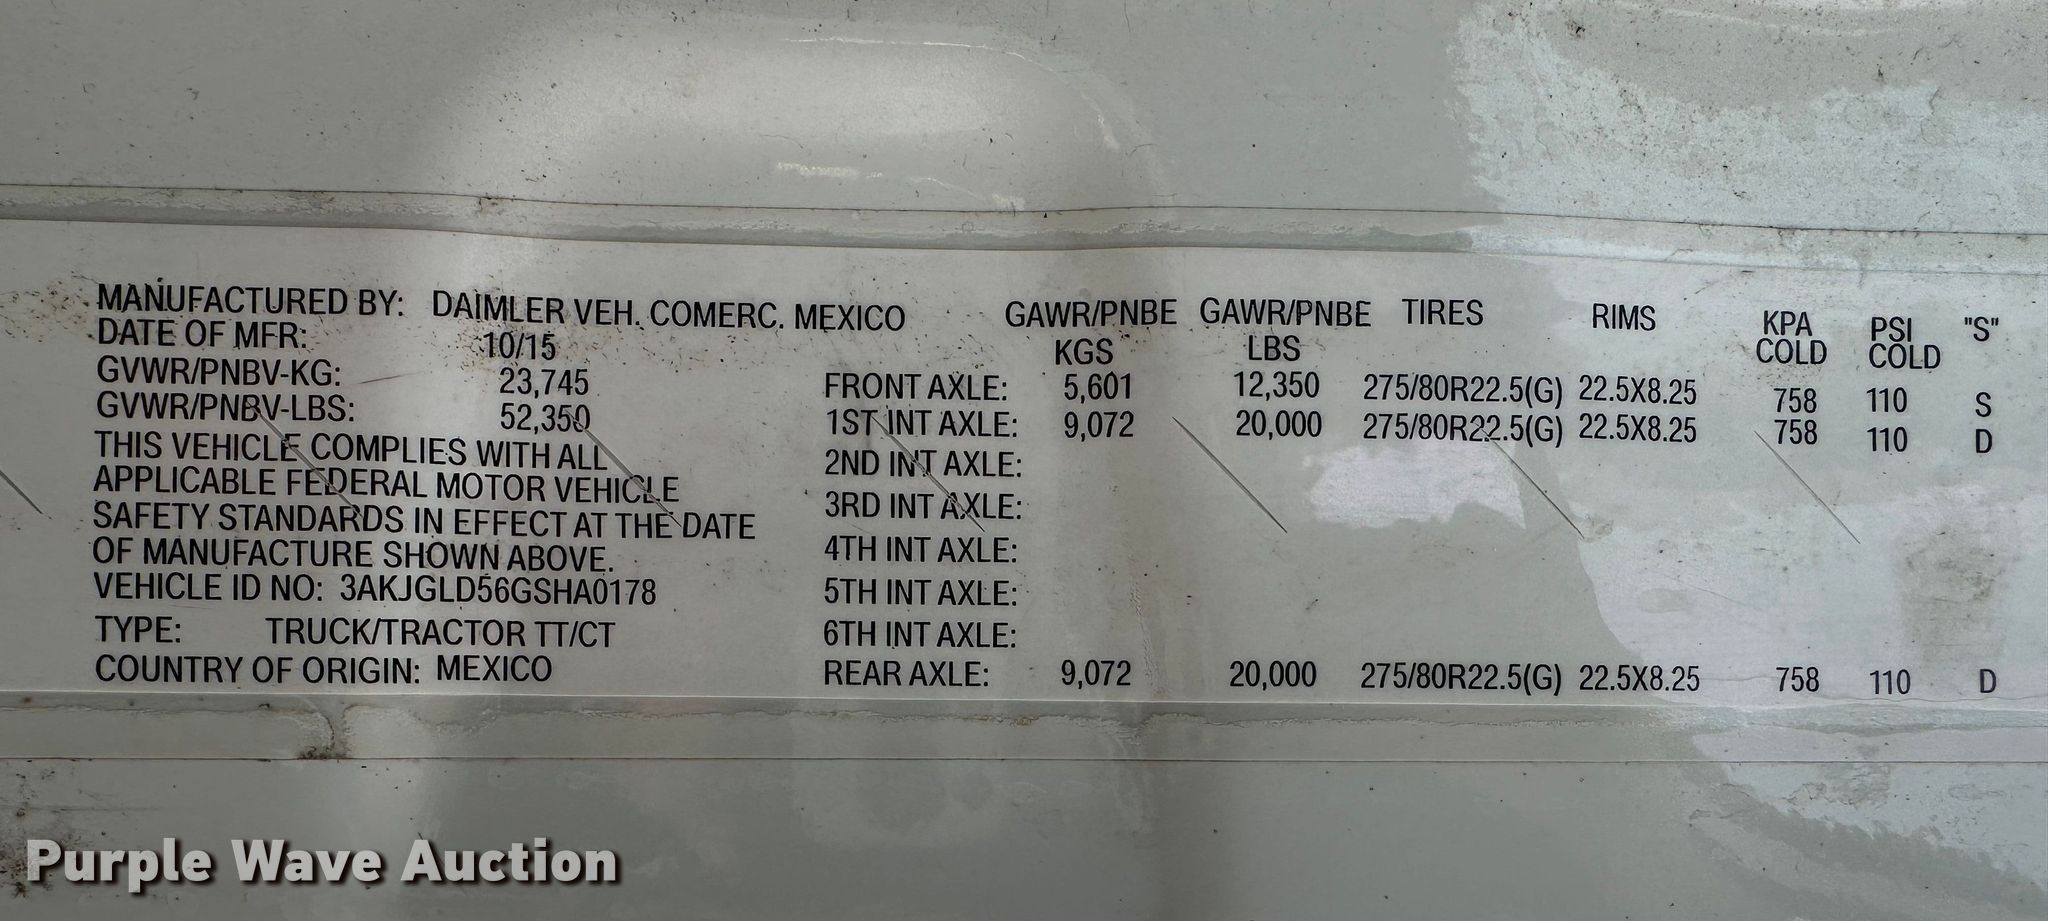 MANUFACTURED BY: DAIMLER VEH. COMERC. MEXICO
DATE OF MFR: 10/15
GVWR/PNBV-KG: 23,745
GVWR/PNBV-LBS: 52,350
THIS VEHICLE COMPLIES WITH ALL
APPLICABLE FEDERAL MOTOR VEHICLE
SAFETY STANDARDS IN EFFECT AT THE DATE
OF MANUFACTURE SHOWN ABOVE.
VEHICLE ID NO: 3AKJGLD56GSHA0178
TYPE: TRUCK/TRACTOR TT/CT
COUNTRY OF ORIGIN: MEXICO
GAWR/PNBE GAWR/PNBE TIRES RIMS KPA PSI "S"
KGS LBS COLD COLD
FRONT AXLE: 5,601 12,350 275/80R22.5(G) 22.5X8.25 758 110 S
1ST INT AXLE: 9,072 20,000 275/80R22.5(G) 22.5X8.25 758 110 D
2ND INT AXLE:
3RD INT AXLE:
4TH INT AXLE:
5TH INT AXLE:
6TH INT AXLE:
REAR AXLE: 9,072 20,000 275/80R22.5(G) 22.5X8.25 758 110 D
Purple Wave Auction